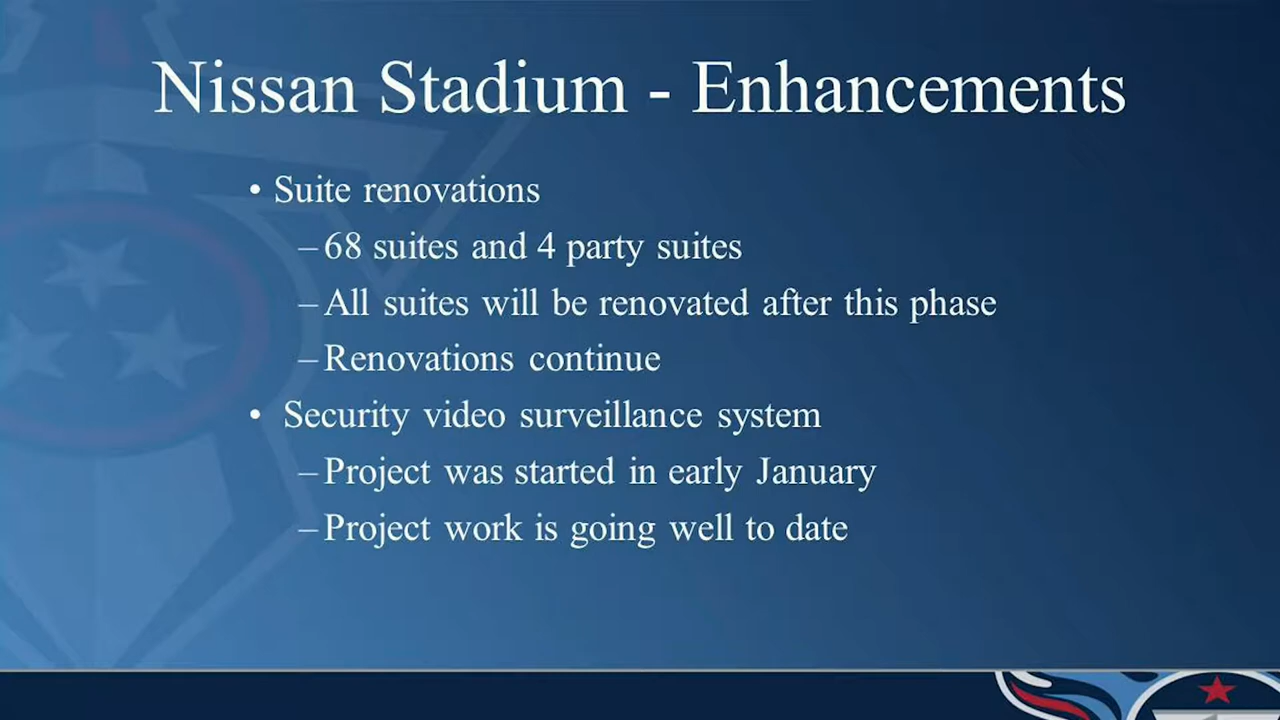 Nissan Stadium - Enhancements
• Suite renovations
–68 suites and 4 party suites
–All suites will be renovated after this phase
–Renovations continue
• Security video surveillance system
–Project was started in early January
–Project work is going well to date